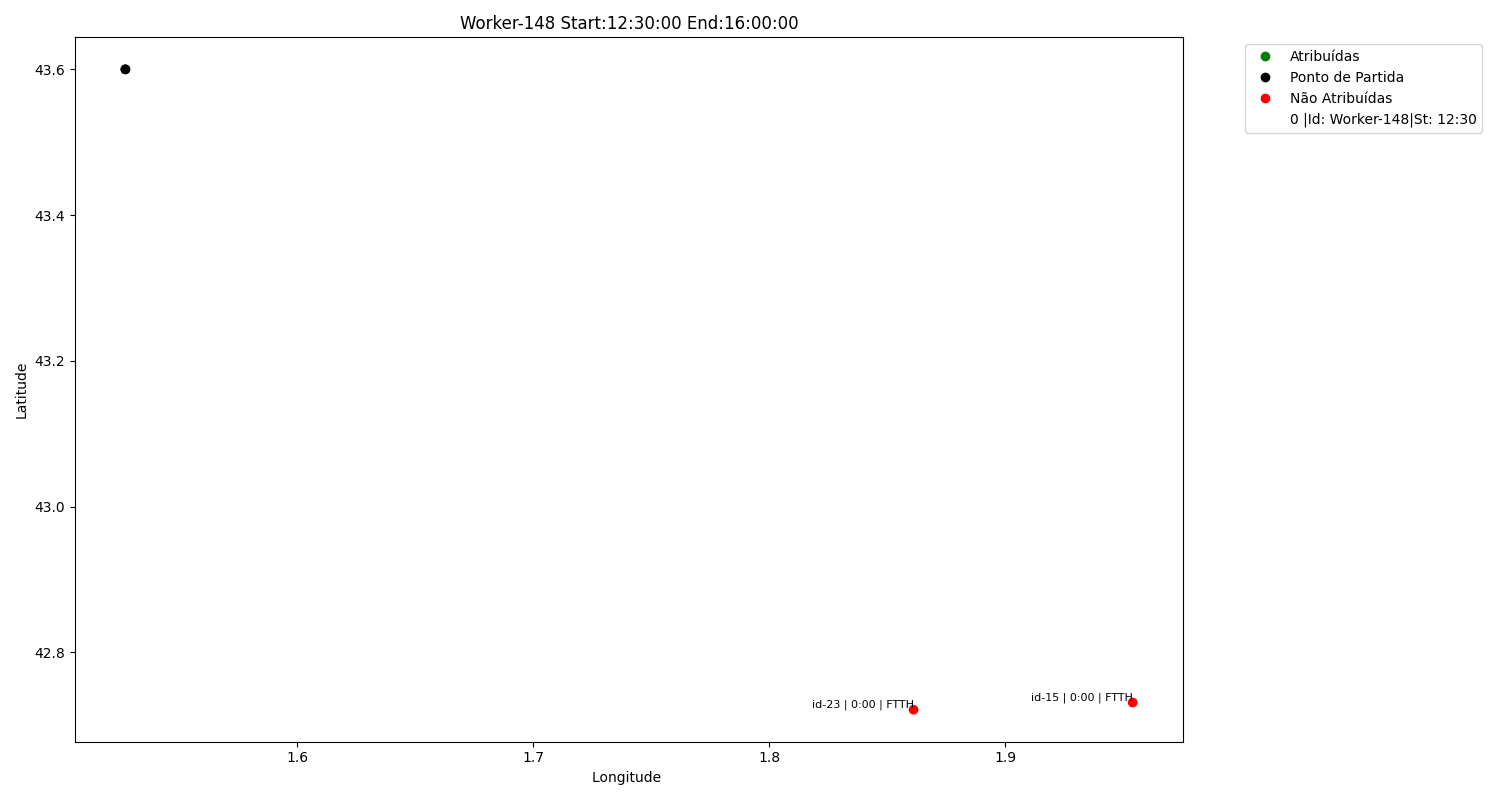 Worker-148 Start:12:30:00 End:16:00:00
Atribuídas
Ponto de Partida
Não Atribuídas
0 |Id: Worker-148|St: 12:30
43.6
43.4
43.2
43.0
42.8
Latitude
id-23 | 0:00 | FTTH
id-15 | 0:00 | FTTH
1.6
1.7
1.8
1.9
Longitude